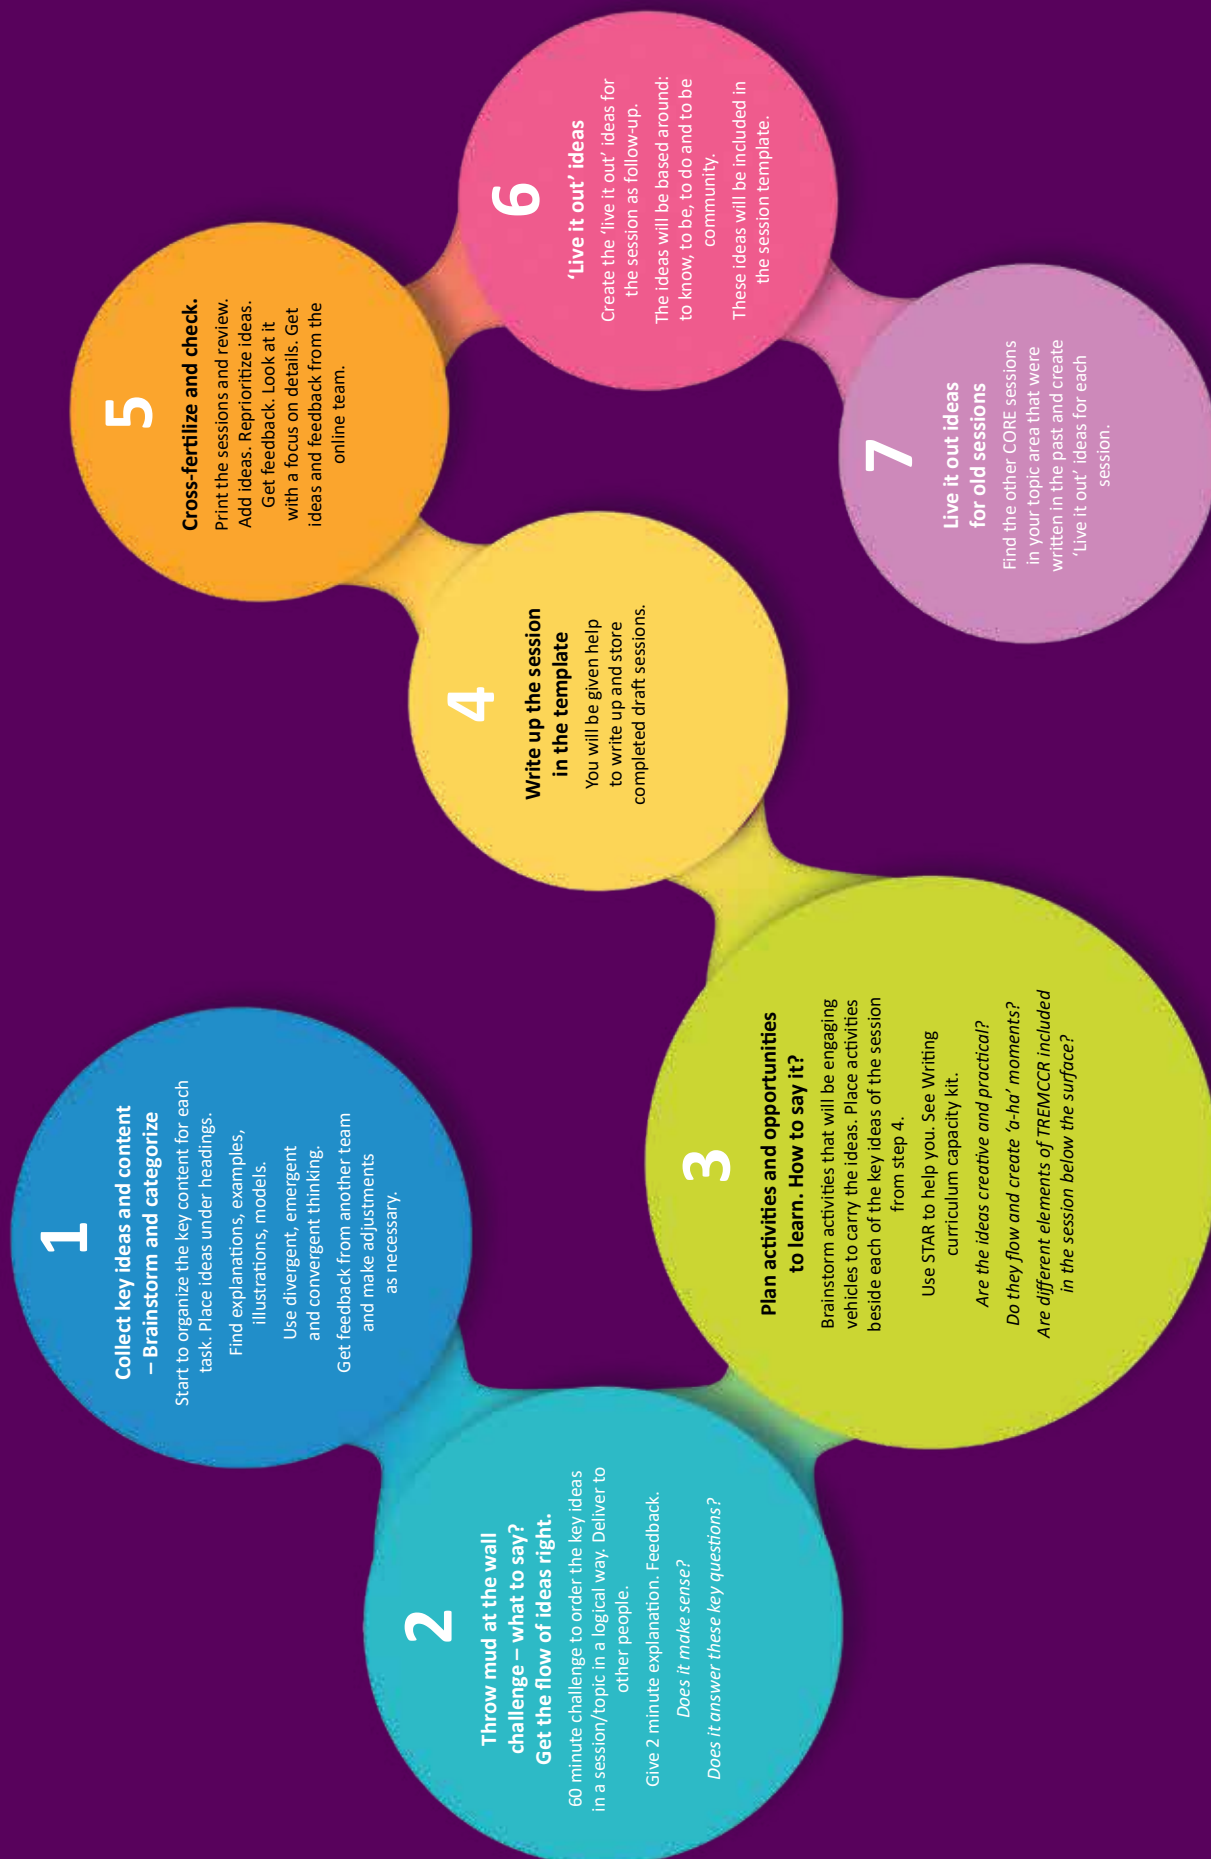 1
Collect key ideas and content
– Brainstorm and categorize
Start to organize the key content for each
task. Place ideas under headings.
Find explanations, examples,
illustrations, models.
Use divergent, emergent
and convergent thinking.
Get feedback from another team
and make adjustments
as necessary.
2
Throw mud at the wall
challenge – what to say?
Get the flow of ideas right.
60 minute challenge to order the key ideas
in a session/topic in a logical way. Deliver to
other people.
Give 2 minute explanation. Feedback.
Does it make sense?
Does it answer these key questions?
3
Plan activities and opportunities
to learn. How to say it?
Brainstorm activities that will be engaging
vehicles to carry the ideas. Place activities
beside each of the key ideas of the session
from step 4.
Use STAR to help you. See Writing
curriculum capacity kit.
Are the ideas creative and practical?
Do they flow and create ‘a-ha’ moments?
Are different elements of TREMCCR included
in the session below the surface?
4
Write up the session
in the template
You will be given help
to write up and store
completed draft sessions.
5
Cross-fertilize and check.
Print the sessions and review.
Add ideas. Reprioritize ideas.
Get feedback. Look at it
with a focus on details. Get
ideas and feedback from the
online team.
6
‘Live it out’ ideas
Create the ‘live it out’ ideas for
the session as follow-up.
The ideas will be based around:
to know, to be, to do and to be
community.
These ideas will be included in
the session template.
7
Live it out ideas
for old sessions
Find the other CORE sessions
in your topic area that were
written in the past and create
‘Live it out’ ideas for each
session.